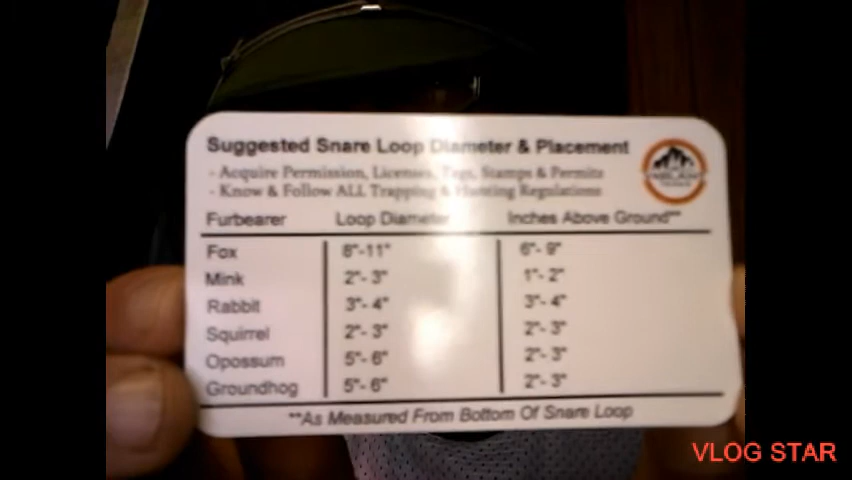 Suggested Snare Loop Diameter & Placement
- Acquire Permission, Licenses, Tags, Stamps & Permits
- Know & Follow ALL Trapping & Hunting Regulations
Furbearer Loop Diameter Inches Above Ground**
Fox 8"-11" 6"- 9"
Mink 2"- 3" 1"- 2"
Rabbit 3"- 4" 3"- 4"
Squirrel 2"- 3" 2"- 3"
Opossum 5"- 6" 2"- 3"
Groundhog 5"- 6" 2"- 3"
**As Measured From Bottom Of Snare Loop
VLOG STAR